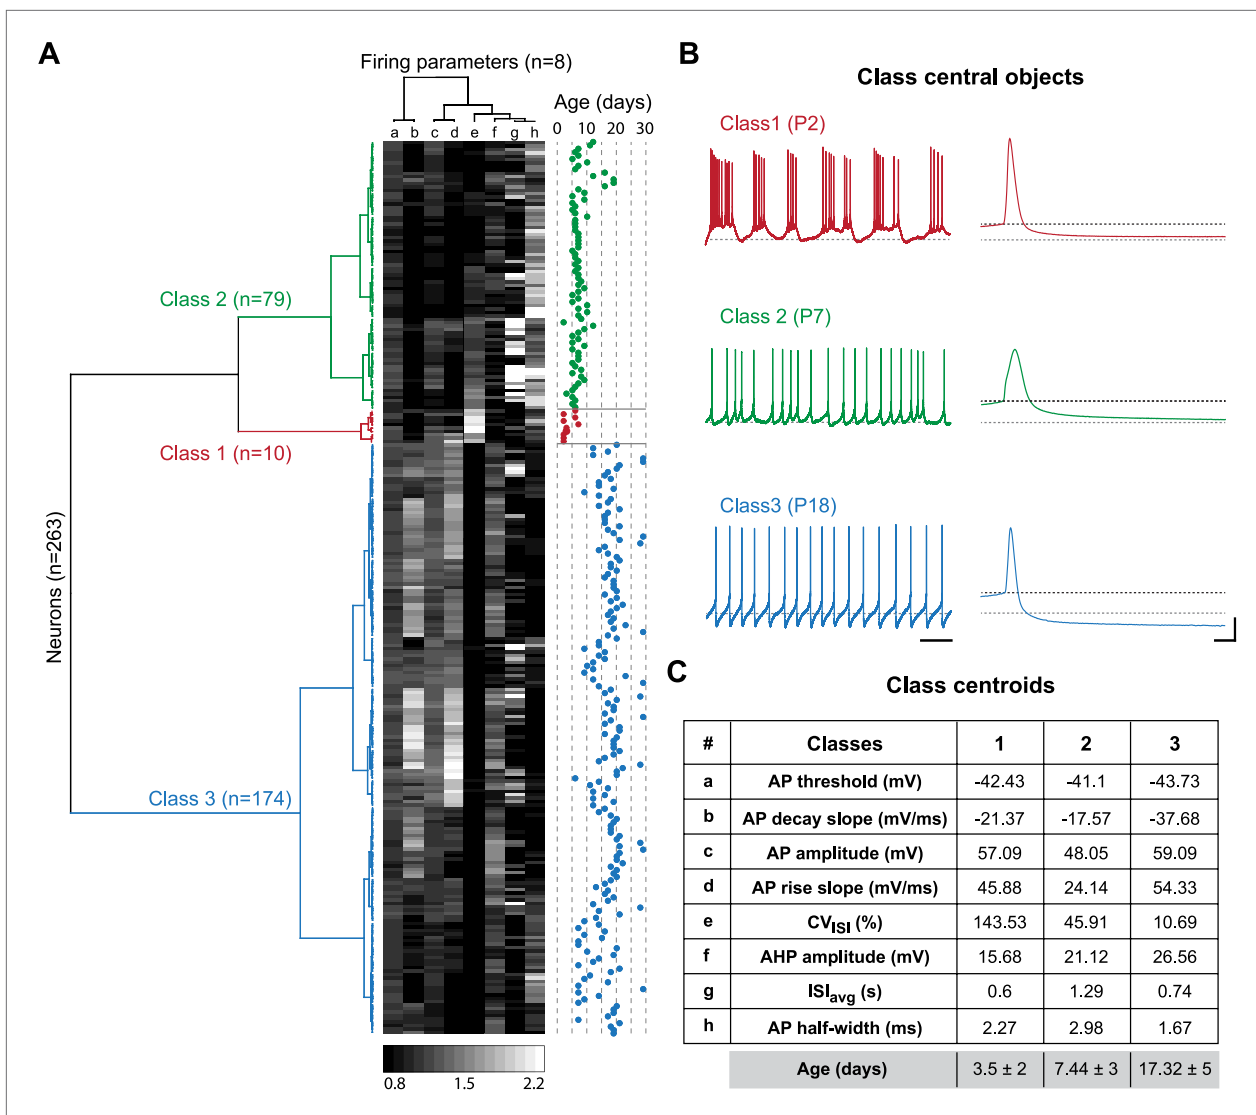 A
Firing parameters (n=8)
a b c d e f g h
Age (days)
0 10 20 30
Class 2 (n=79)
Class 1 (n=10)
Neurons (n=263)
Class 3 (n=174)
0.8 1.5 2.2
B
Class central objects
Class1 (P2)
Class 2 (P7)
Class3 (P18)
C
Class centroids
# Classes 1 2 3
a AP threshold (mV) -42.43 -41.1 -43.73
b AP decay slope (mV/ms) -21.37 -17.57 -37.68
c AP amplitude (mV) 57.09 48.05 59.09
d AP rise slope (mV/ms) 45.88 24.14 54.33
e CVISI (%) 143.53 45.91 10.69
f AHP amplitude (mV) 15.68 21.12 26.56
g ISIavg (s) 0.6 1.29 0.74
h AP half-width (ms) 2.27 2.98 1.67
Age (days) 3.5 ± 2 7.44 ± 3 17.32 ± 5